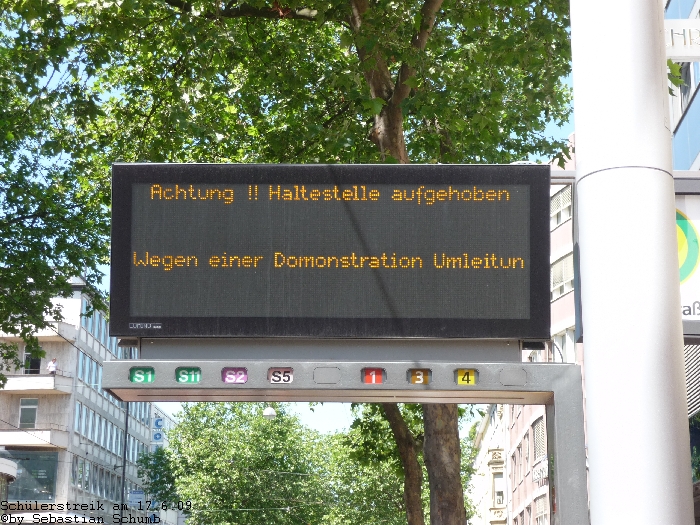 Achtung !! Haltestelle aufgehoben
Wegen einer Domonstration Umleitun
S1 S11 S2 S5 1 3 4
Schülerstreik am 17.6.09
©by Sebastian Schumb